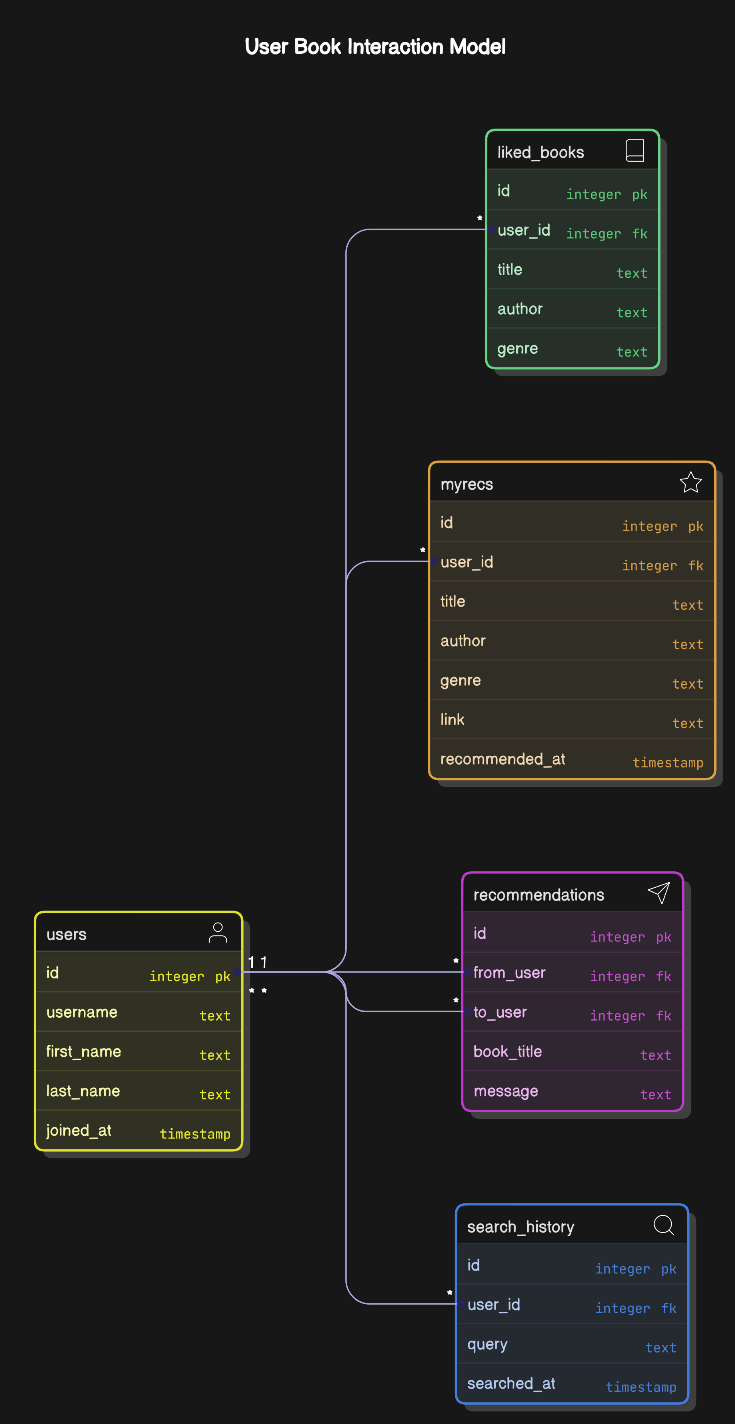 User Book Interaction Model
liked_books
id integer pk
*
user_id integer fk
title text
author text
genre text
myrecs
id integer pk
*
user_id integer fk
title text
author text
genre text
link text
recommended_at timestamp
users
id integer pk
1 1
* *
username text
first_name text
last_name text
joined_at timestamp
recommendations
id integer pk
*
from_user integer fk
*
to_user integer fk
book_title text
message text
search_history
id integer pk
*
user_id integer fk
query text
searched_at timestamp